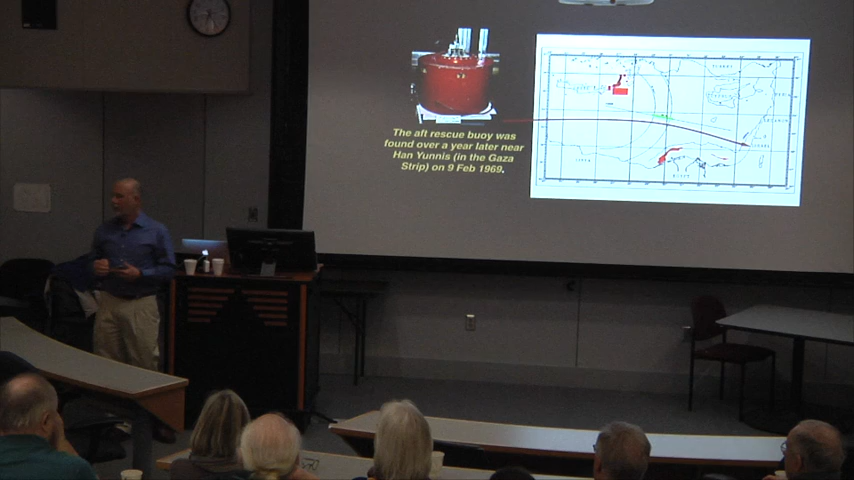 The aft rescue buoy was
found over a year later near
Han Yunnis (in the Gaza
Strip) on 9 Feb 1969.